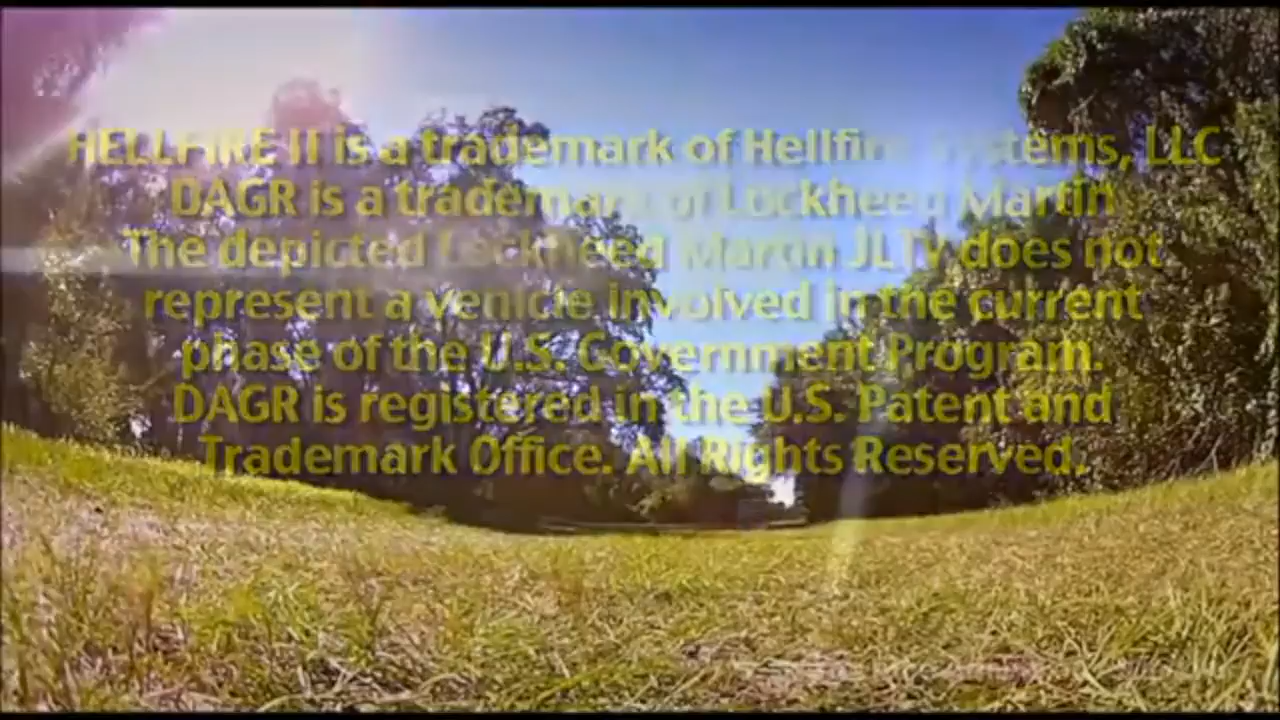 HELLFIRE II is a trademark of Hellfire Systems, LLC
DAGR is a trademark of Lockheed Martin
The depicted Lockheed Martin JLTV does not
represent a vehicle involved in the current
phase of the U.S. Government Program.
DAGR is registered in the U.S. Patent and
Trademark Office. All Rights Reserved.